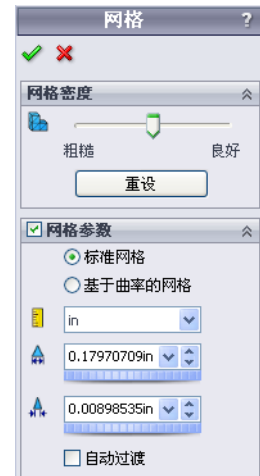 网格 ?
网格密度
粗糙 良好
重设
网格参数
标准网格
基于曲率的网格
in
0.17970709in
0.00898535in
自动过渡